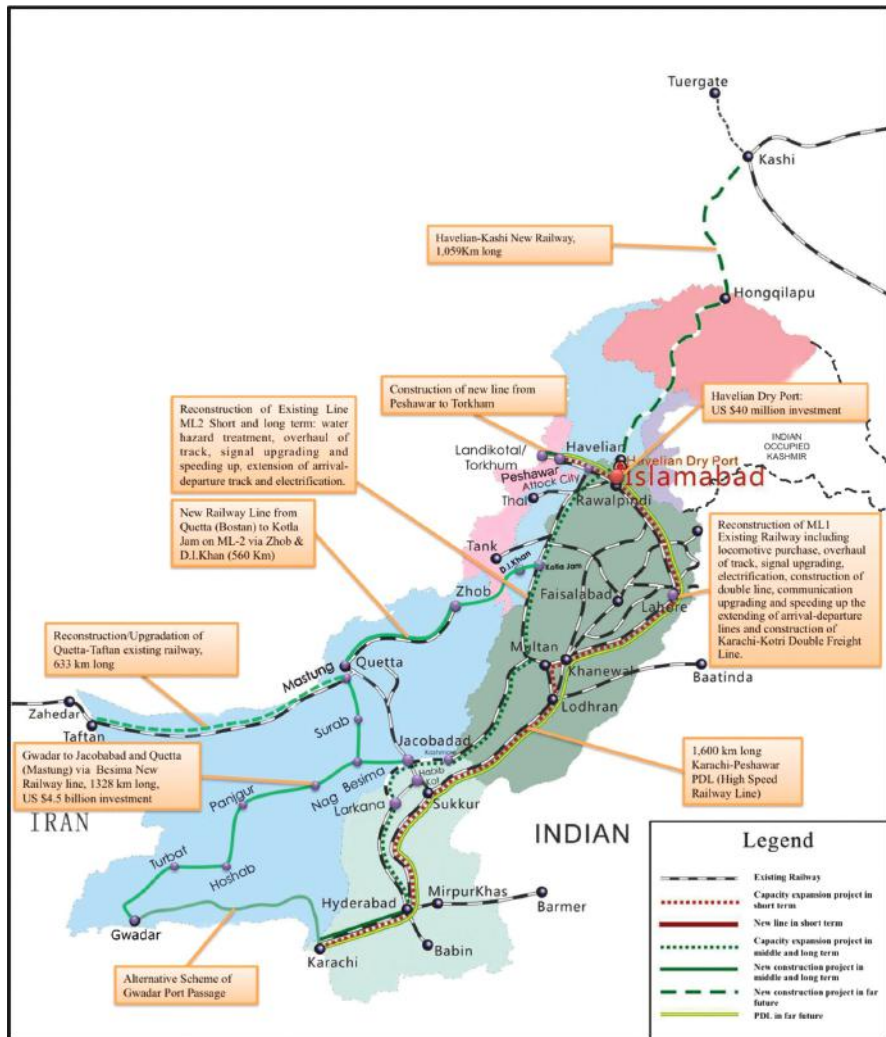 Tuergate
Kashi
Havelian-Kashi New Railway,
1,059Km long
Hongqilapu
Construction of new line from
Peshawar to Torkham
Havelian Dry Port:
US $40 million investment
Reconstruction of Existing Line
ML2 Short and long term: water
hazard treatment, overhaul of
track, signal upgrading and
speeding up, extension of arrival-
departure track and electrification.
INDIAN
OCCUPIED
KASHMIR
Landikotal/
Torkhum
Havelian
Havelian Dry Port
Peshawar
Attock City
Islamabad
Rawalpindi
Thal
New Railway Line from
Quetta (Bostan) to Kotla
Jam on ML-2 via Zhob &
D.I.Khan (560 Km)
Reconstruction of ML1
Existing Railway including
locomotive purchase, overhaul
of track, signal upgrading,
electrification, construction of
double line, communication
upgrading and speeding up the
extending of arrival-departure
lines and construction of
Karachi-Kotri Double Freight
Line.
Tank
D.I.Khan
Kotla Jam
Zhob
Faisalabad
Lahore
Reconstruction/Upgradation of
Quetta-Taftan existing railway,
633 km long
Mastung
Quetta
Multan
Khanewal
Baatinda
Lodhran
Zahedar
Taftan
Surab
Gwadar to Jacobabad and Quetta
(Mastung) via Besima New
Railway line, 1328 km long,
US $4.5 billion investment
Jacobadad
Kashmor
1,600 km long
Karachi-Peshawar
PDL (High Speed
Railway Line)
Panjgur
Nag
Besima
Habib
Kot
Larkana
Sukkur
IRAN
INDIAN
Turbat
Hoshab
Gwadar
Hyderabad
MirpurKhas
Barmer
Babin
Karachi
Alternative Scheme of
Gwadar Port Passage
Legend
Existing Railway
Capacity expansion project in
short term
New line in short term
Capacity expansion project in
middle and long term
New construction project in
middle and long term
New construction project in far
future
PDL in far future